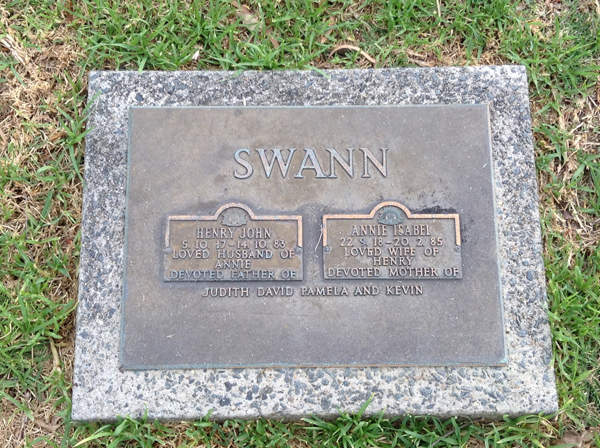 SWANN
HENRY JOHN
5.10.17-14.10.83
LOVED HUSBAND OF
ANNIE
DEVOTED FATHER OF
ANNIE ISABEL
22.9.18-20.2.85
LOVED WIFE OF
HENRY
DEVOTED MOTHER OF
JUDITH DAVID PAMELA AND KEVIN